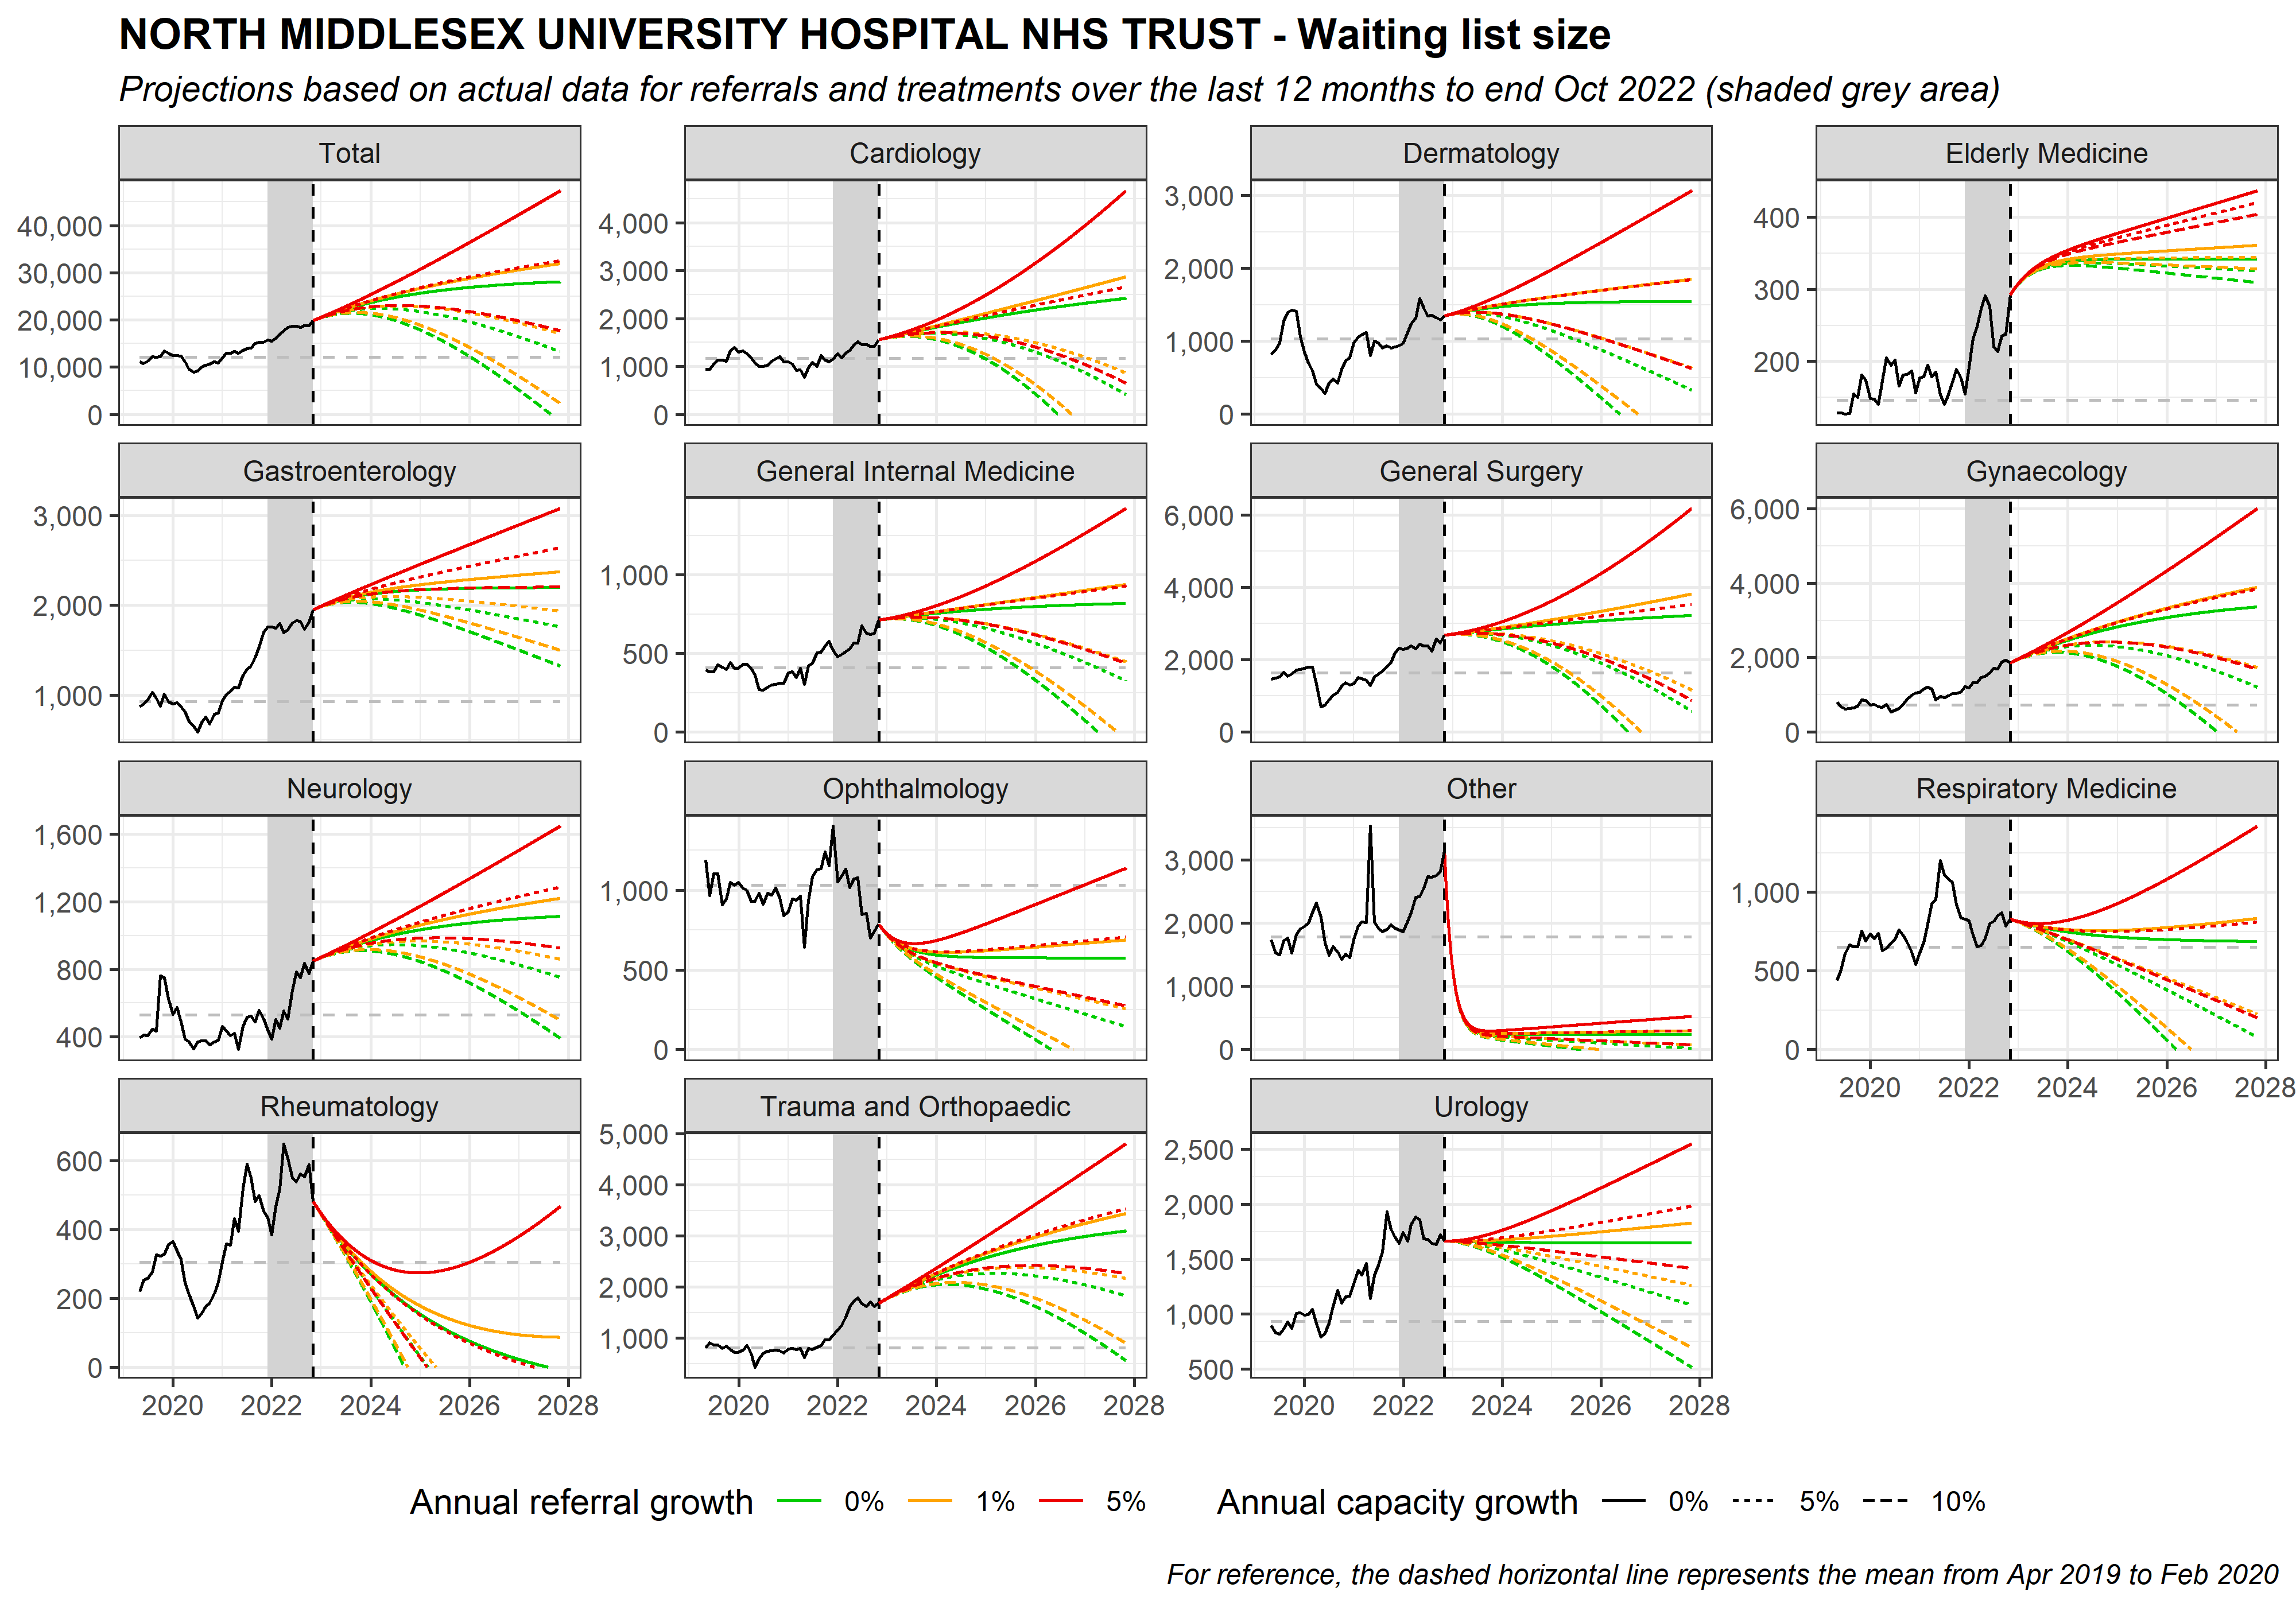 NORTH MIDDLESEX UNIVERSITY HOSPITAL NHS TRUST - Waiting list size
Projections based on actual data for referrals and treatments over the last 12 months to end Oct 2022 (shaded grey area)
Total
Cardiology
Dermatology
Elderly Medicine
40,000
30,000
20,000
10,000
0
4,000
3,000
2,000
1,000
0
3,000
2,000
1,000
0
400
300
200
Gastroenterology
General Internal Medicine
General Surgery
Gynaecology
3,000
2,000
1,000
1,000
500
0
6,000
4,000
2,000
0
6,000
4,000
2,000
0
Neurology
Ophthalmology
Other
Respiratory Medicine
1,600
1,200
800
400
1,000
500
0
3,000
2,000
1,000
0
1,000
500
0
2020 2022 2024 2026 2028
Rheumatology
Trauma and Orthopaedic
Urology
600
400
200
0
5,000
4,000
3,000
2,000
1,000
2,500
2,000
1,500
1,000
500
2020 2022 2024 2026 2028
2020 2022 2024 2026 2028
2020 2022 2024 2026 2028
Annual referral growth 0% 1% 5%
Annual capacity growth 0% 5% 10%
For reference, the dashed horizontal line represents the mean from Apr 2019 to Feb 2020